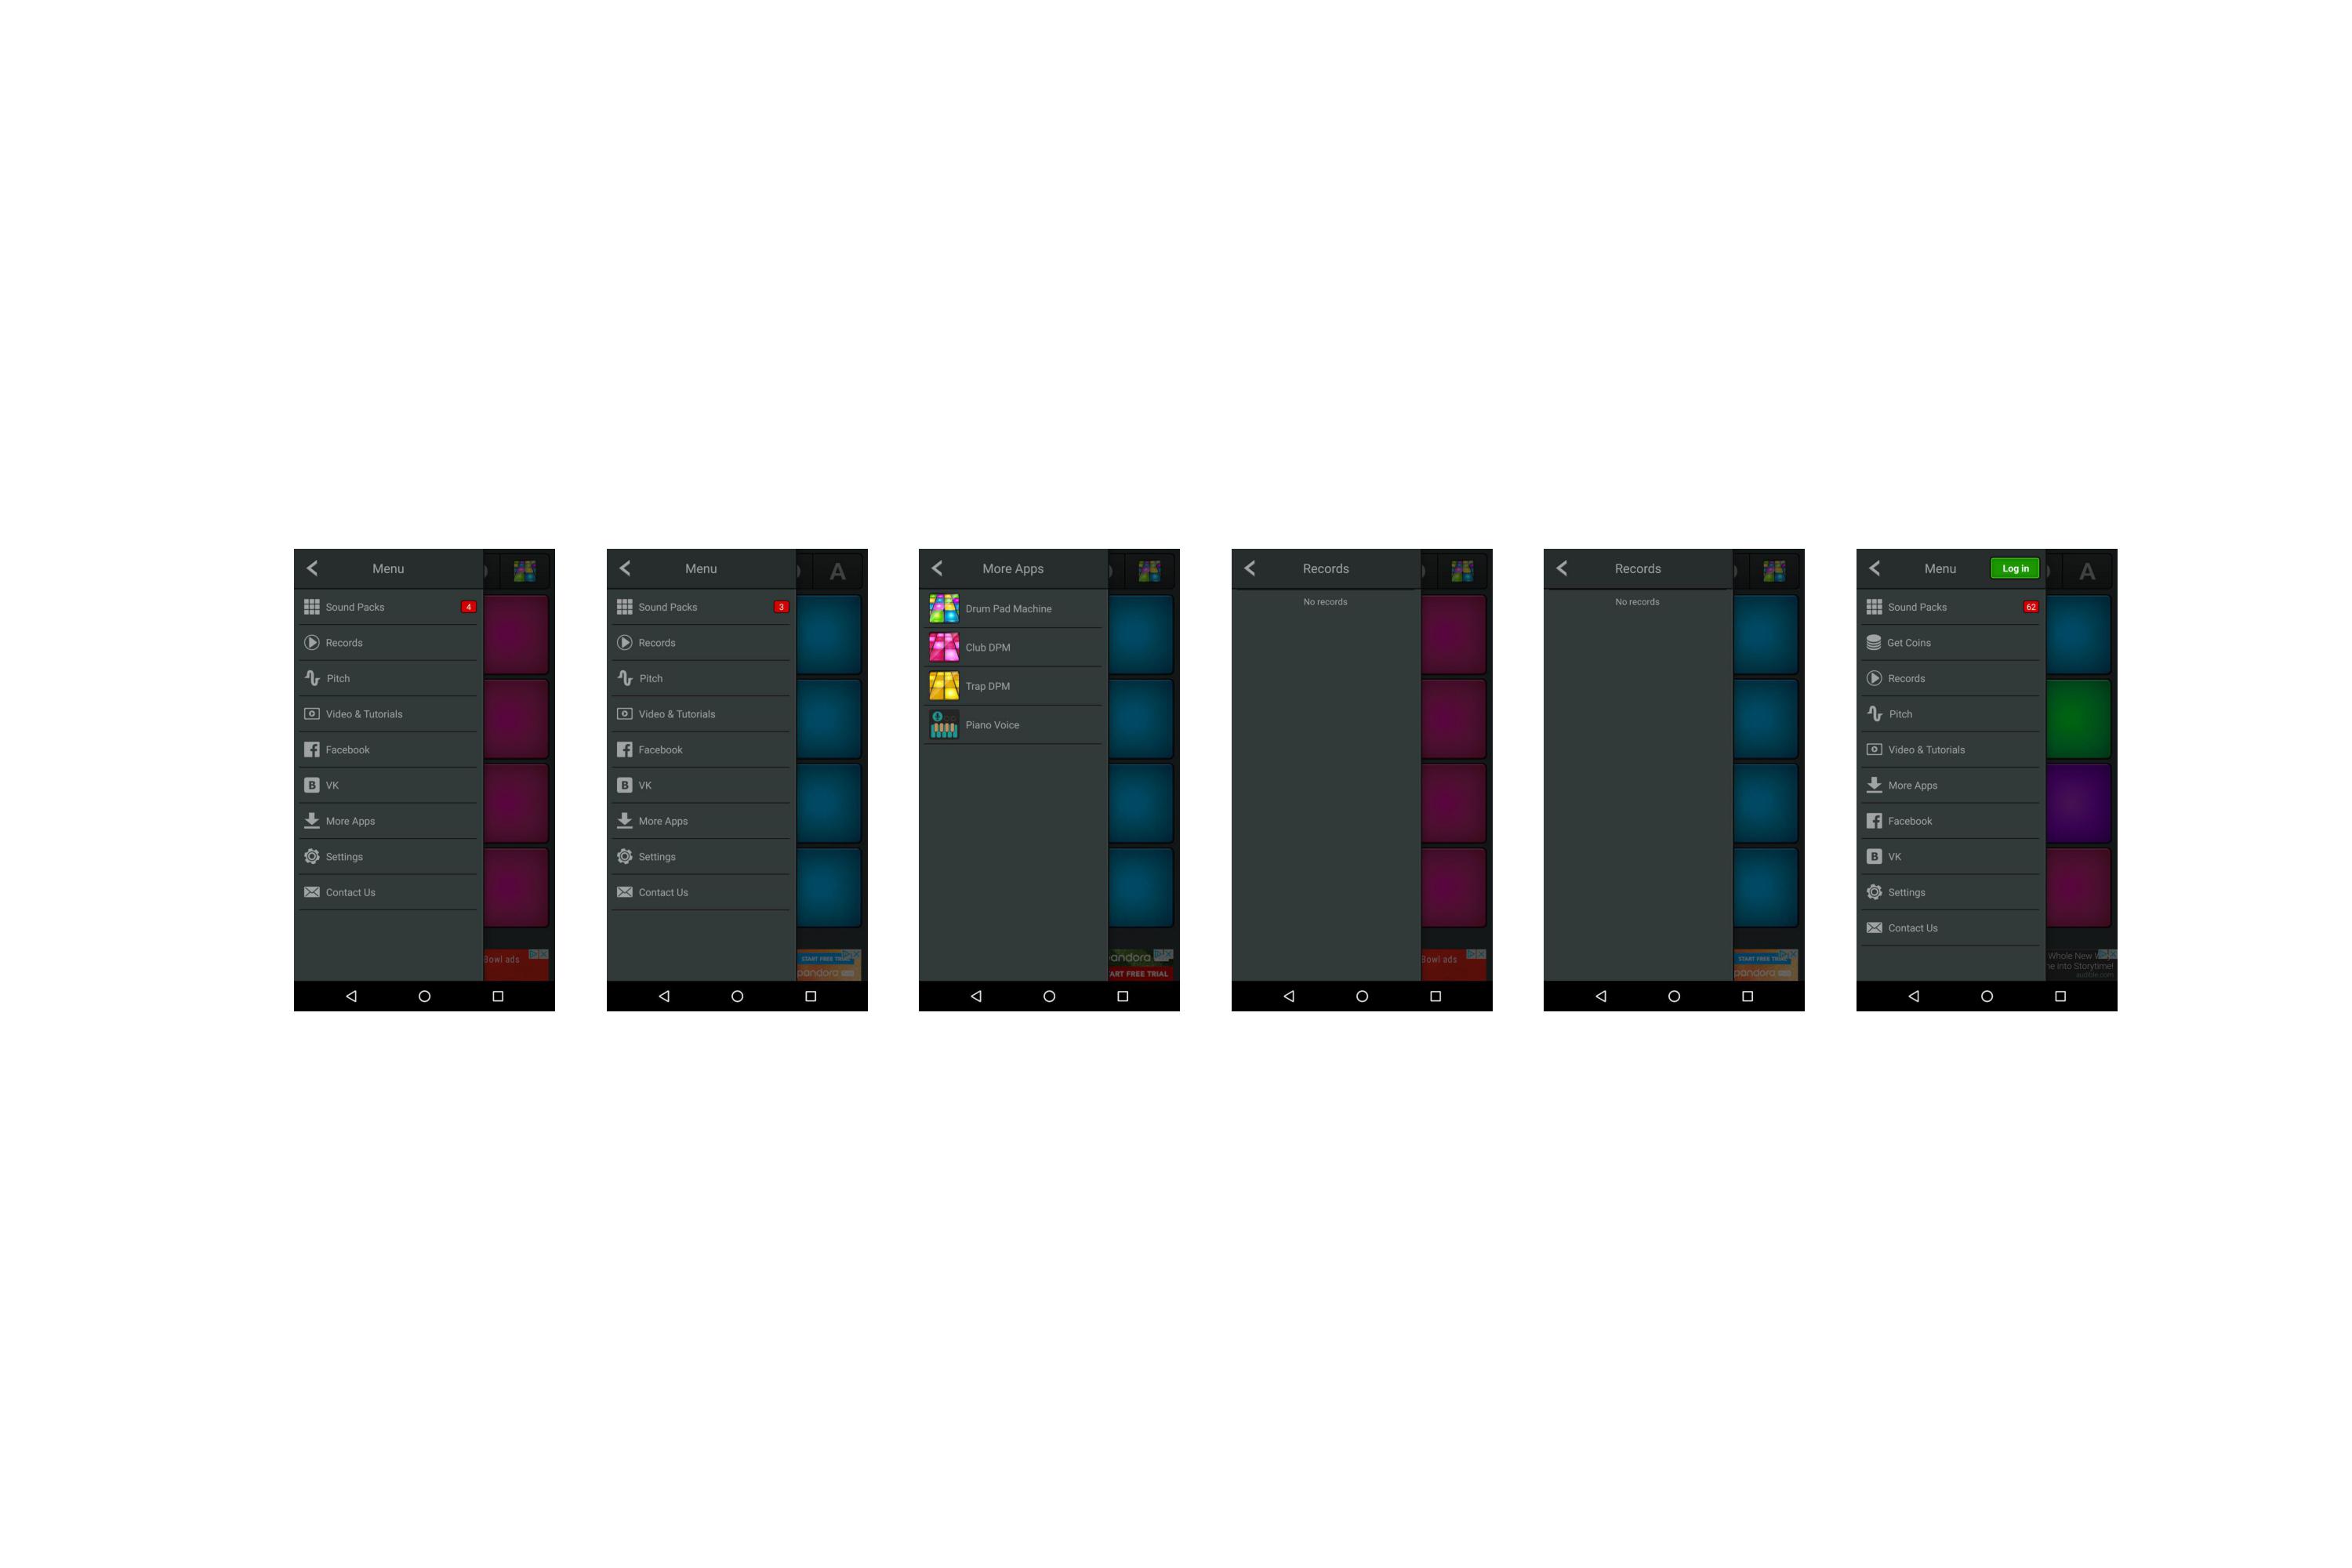 Menu
Sound Packs 4
Records
Pitch
Video & Tutorials
Facebook
VK
More Apps
Settings
Contact Us
Bowl ads
Menu
A
Sound Packs 3
Records
Pitch
Video & Tutorials
Facebook
VK
More Apps
Settings
Contact Us
START FREE TRIAL
pandora
More Apps
Drum Pad Machine
Club DPM
Trap DPM
Piano Voice
andora
ART FREE TRIAL
Records
No records
Bowl ads
Records
No records
START FREE TRIAL
pandora
Menu Log in
A
Sound Packs 62
Get Coins
Records
Pitch
Video & Tutorials
More Apps
Facebook
VK
Settings
Contact Us
Whole New
e into Storytime!
audible.com